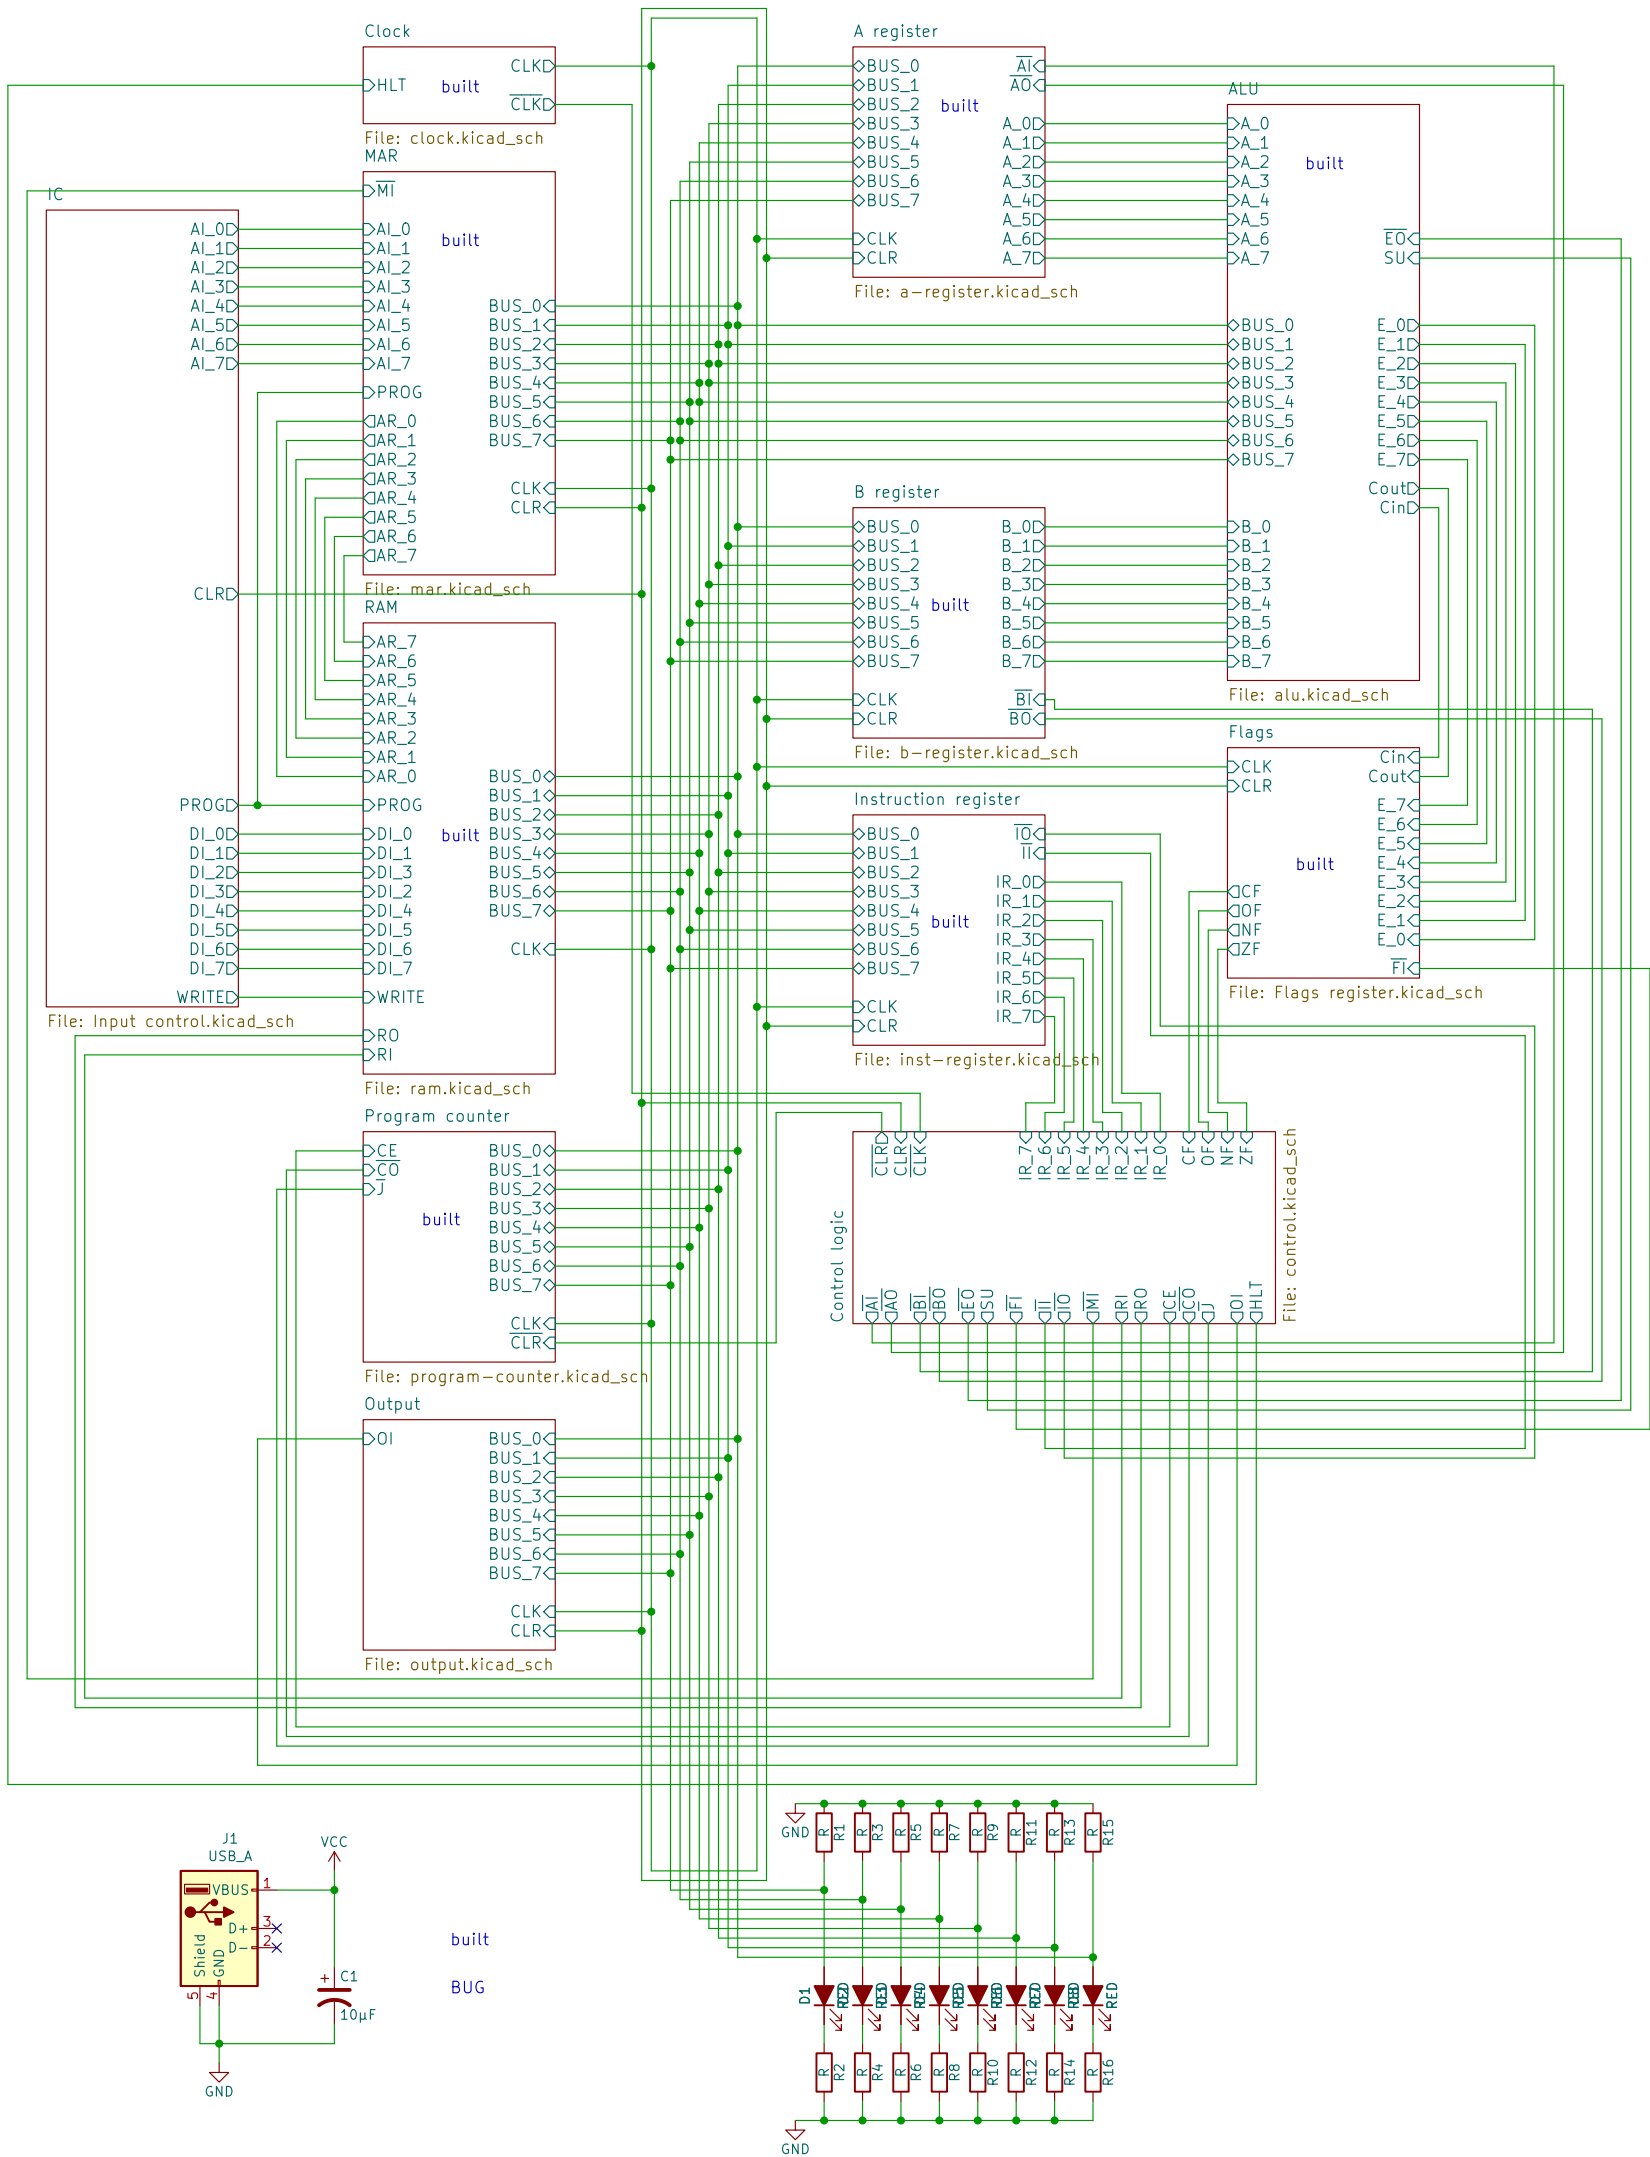 Clock
CLK
HLT
CLK
built
File: clock.kicad_sch
MAR
MI
AI_0
AI_1
AI_2
AI_3
AI_4
AI_5
AI_6
AI_7
PROG
AR_0
AR_1
AR_2
AR_3
AR_4
AR_5
AR_6
AR_7
built
BUS_0
BUS_1
BUS_2
BUS_3
BUS_4
BUS_5
BUS_6
BUS_7
CLK
CLR
File: mar.kicad_sch
IC
AI_0
AI_1
AI_2
AI_3
AI_4
AI_5
AI_6
AI_7
CLR
PROG
DI_0
DI_1
DI_2
DI_3
DI_4
DI_5
DI_6
DI_7
WRITE
File: Input control.kicad_sch
RAM
AR_7
AR_6
AR_5
AR_4
AR_3
AR_2
AR_1
AR_0
PROG
DI_0
DI_1
DI_3
DI_2
DI_4
DI_5
DI_6
DI_7
WRITE
RO
RI
built
BUS_0
BUS_1
BUS_2
BUS_3
BUS_4
BUS_5
BUS_6
BUS_7
CLK
File: ram.kicad_sch
Program counter
CE
CO
J
built
BUS_0
BUS_1
BUS_2
BUS_3
BUS_4
BUS_5
BUS_6
BUS_7
CLK
CLR
File: program-counter.kicad_sch
Output
OI
BUS_0
BUS_1
BUS_2
BUS_3
BUS_4
BUS_5
BUS_6
BUS_7
CLK
CLR
File: output.kicad_sch
A register
BUS_0
BUS_1
BUS_2
BUS_3
BUS_4
BUS_5
BUS_6
BUS_7
CLK
CLR
built
AI
AO
A_0
A_1
A_2
A_3
A_4
A_5
A_6
A_7
File: a-register.kicad_sch
ALU
A_0
A_1
A_2
A_3
A_4
A_5
A_6
A_7
BUS_0
BUS_1
BUS_2
BUS_3
BUS_4
BUS_5
BUS_6
BUS_7
B_0
B_1
B_2
B_3
B_4
B_5
B_6
B_7
built
EO
SU
E_0
E_1
E_2
E_3
E_4
E_5
E_6
E_7
Cout
Cin
File: alu.kicad_sch
B register
BUS_0
BUS_1
BUS_2
BUS_3
BUS_4
BUS_5
BUS_6
BUS_7
CLK
CLR
built
B_0
B_1
B_2
B_3
B_4
B_5
B_6
B_7
BI
BO
File: b-register.kicad_sch
Flags
CLK
CLR
CF
OF
NF
ZF
built
Cin
Cout
E_7
E_6
E_5
E_4
E_3
E_2
E_1
E_0
FI
File: Flags register.kicad_sch
Instruction register
BUS_0
BUS_1
BUS_2
BUS_3
BUS_4
BUS_5
BUS_6
BUS_7
CLK
CLR
built
IO
II
IR_0
IR_1
IR_2
IR_3
IR_4
IR_5
IR_6
IR_7
File: inst-register.kicad_sch
Control logic
CLR
CLR
CLK
IR_7
IR_6
IR_5
IR_4
IR_3
IR_2
IR_1
IR_0
CF
OF
NF
ZF
AI
AO
BI
BO
EO
SU
FI
II
IO
MI
RI
RO
CE
CO
J
OI
HLT
File: control.kicad_sch
J1
USB_A
VBUS
1
D+
3
D-
2
Shield
GND
5
4
GND
VCC
C1
10µF
built
BUG
GND
R R1
R R3
R R5
R R7
R R9
R R11
R R13
R R15
D1
RED
R R2
R R4
R R6
R R8
R R10
R R12
R R14
R R16
GND